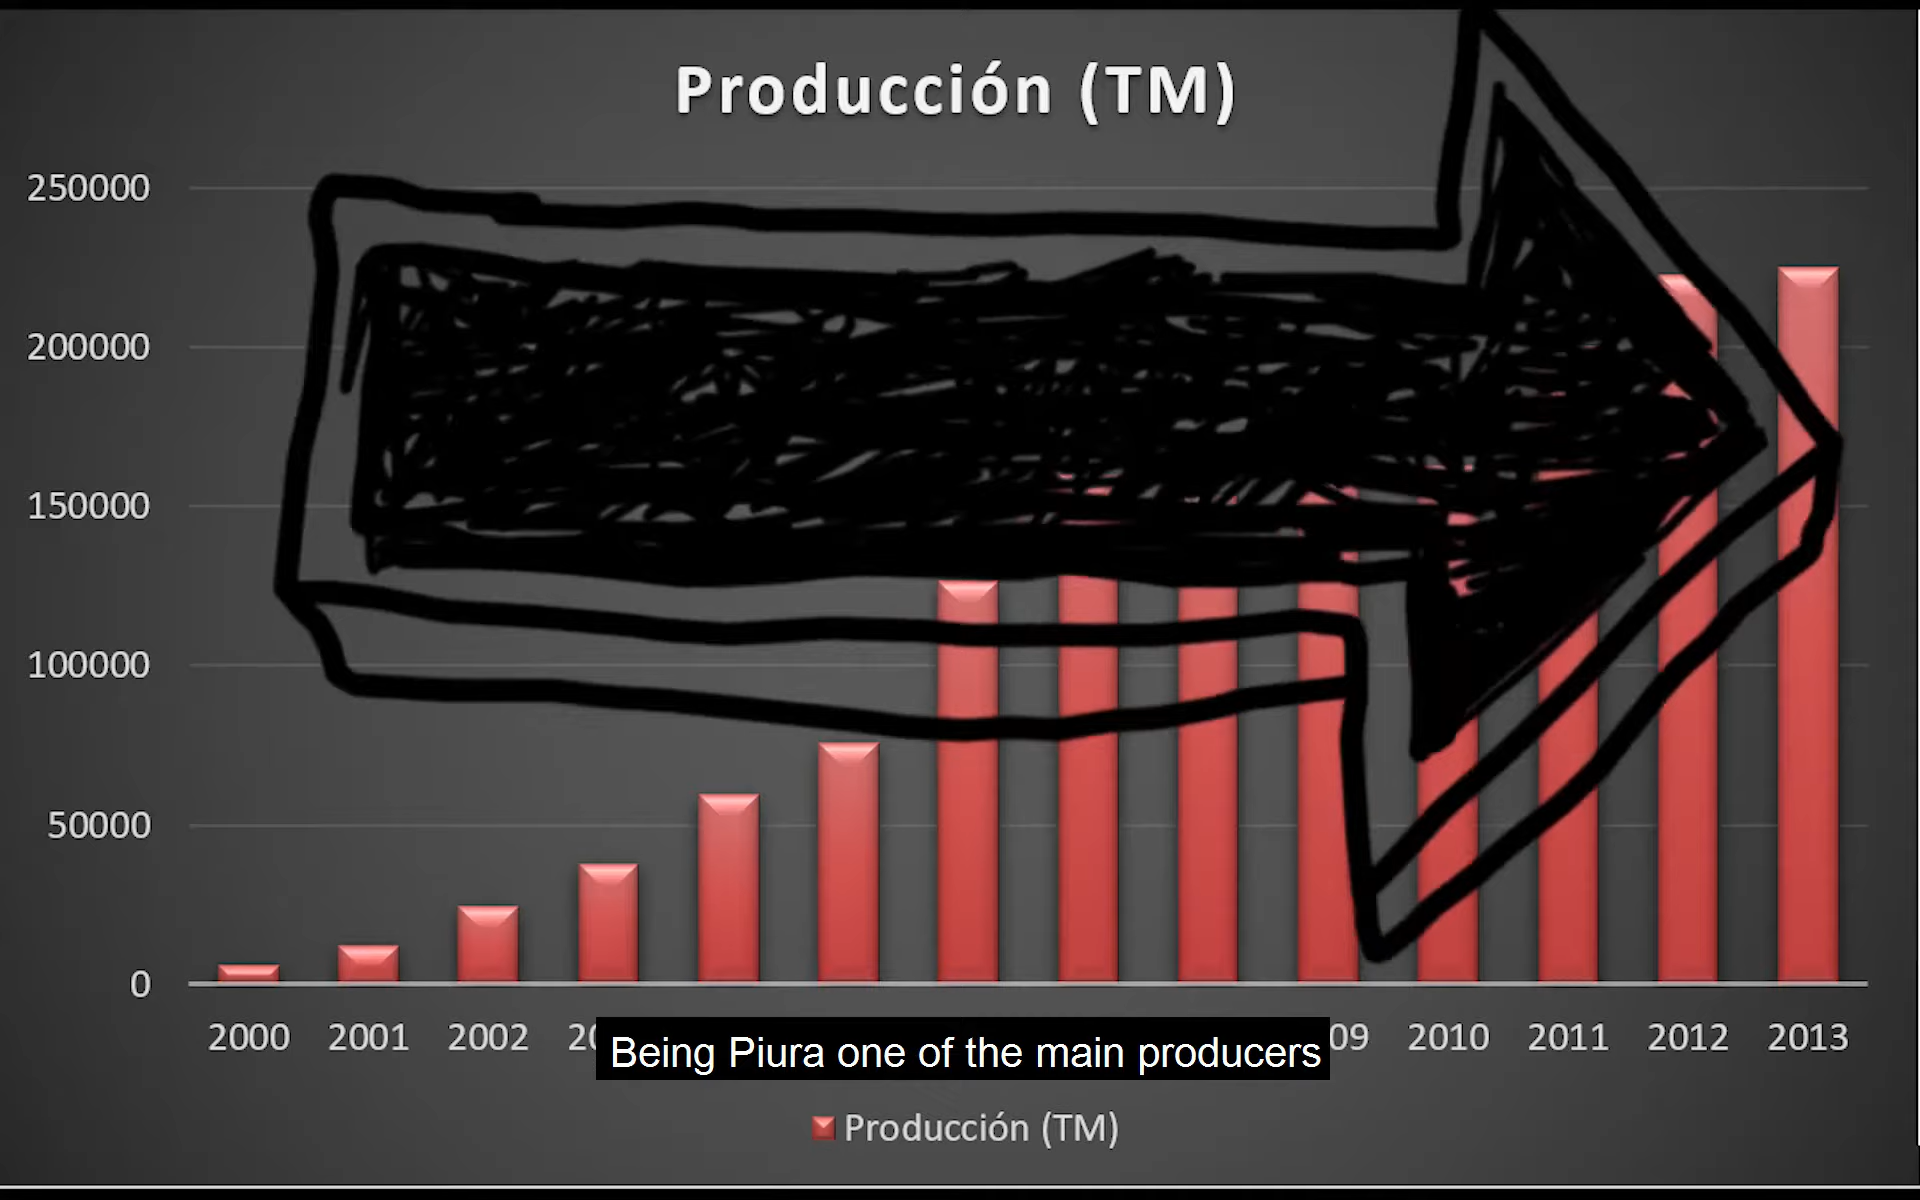 Producción (TM)
250000
200000
150000
100000
50000
0
2000 2001 2002 2010 2011 2012 2013
Being Piura one of the main producers
Producción (TM)